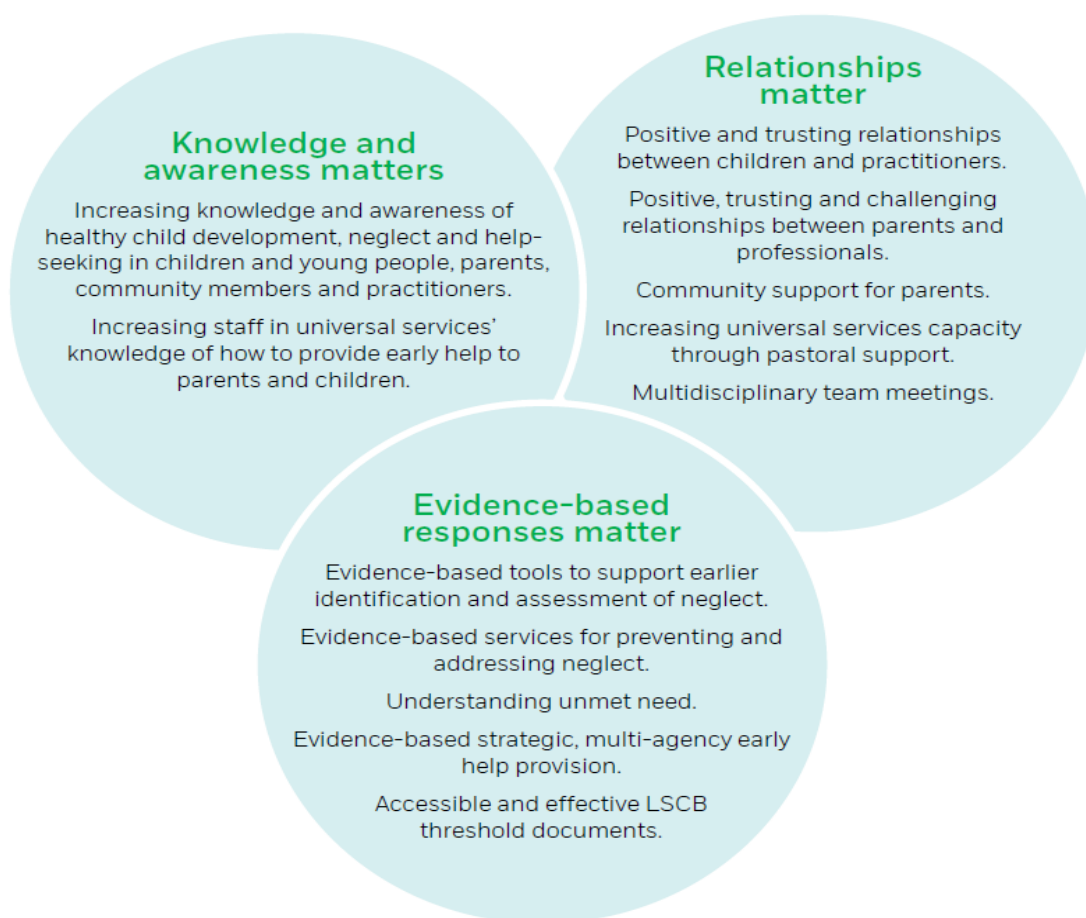 Knowledge and
awareness matters
Increasing knowledge and awareness of
healthy child development, neglect and help-
seeking in children and young people, parents,
community members and practitioners.
Increasing staff in universal services’
knowledge of how to provide early help to
parents and children.
Relationships
matter
Positive and trusting relationships
between children and practitioners.
Positive, trusting and challenging
relationships between parents and
professionals.
Community support for parents.
Increasing universal services capacity
through pastoral support.
Multidisciplinary team meetings.
Evidence-based
responses matter
Evidence-based tools to support earlier
identification and assessment of neglect.
Evidence-based services for preventing and
addressing neglect.
Understanding unmet need.
Evidence-based strategic, multi-agency early
help provision.
Accessible and effective LSCB
threshold documents.